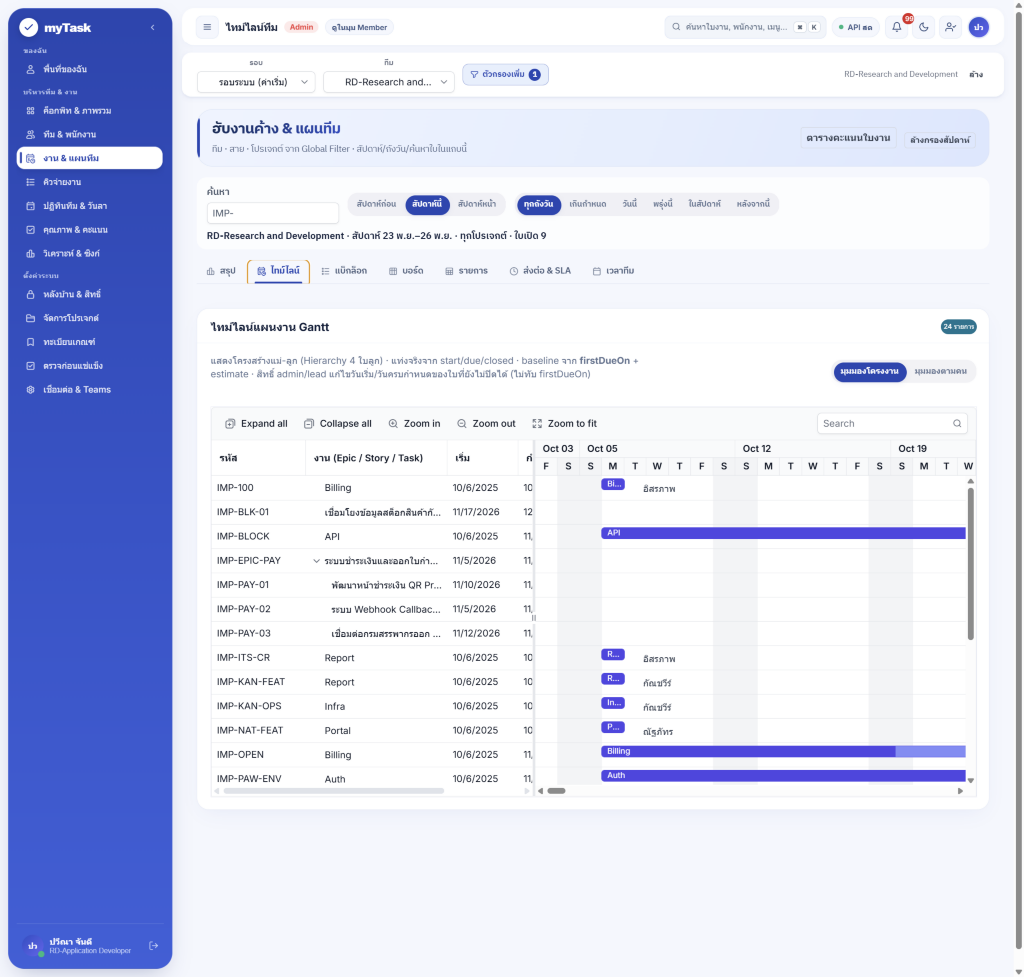 myTask
ของฉัน
พื้นที่ของฉัน
บริหารทีม & งาน
ค็อกพิท & ภาพรวม
ทีม & พนักงาน
งาน & แผนทีม
คิวจ่ายงาน
ปฏิทินทีม & วันลา
คุณภาพ & คะแนน
วิเคราะห์ & ซิงก์
ตั้งค่าระบบ
หลังบ้าน & สิทธิ์
จัดการโปรเจกต์
ทะเบียนเกณฑ์
ตรวจก่อนแช่แข็ง
เชื่อมต่อ & Teams
ปว
ปวีณา จันดี
RD-Application Developer
ไทม์ไลน์ทีม
Admin
ดูในมุม Member
ค้นหาใบงาน, พนักงาน, เมนู... ⌘ K
API สด
99
ปว
รอบ
รอบระบบ (ค่าเริ่ม)
ทีม
RD-Research and...
ตัวกรองเพิ่ม 1
RD-Research and Development
ล้าง
ฮับงานค้าง & แผนทีม
ทีม · สาย · โปรเจกต์ จาก Global Filter · สัปดาห์/ถังวัน/ค้นหาใบในแถบนี้
ตารางคะแนนใบงาน
ล้างกรองสัปดาห์
ค้นหา
IMP-
สัปดาห์ก่อน สัปดาห์นี้ สัปดาห์หน้า
ทุกถังวัน เกินกำหนด วันนี้ พรุ่งนี้ ในสัปดาห์ หลังจากนี้
RD-Research and Development · สัปดาห์ 23 พ.ย.–26 พ.ย. · ทุกโปรเจกต์ · ใบเปิด 9
สรุป ไทม์ไลน์ แบ็กล็อก บอร์ด รายการ ส่งต่อ & SLA เวลาทีม
ไทม์ไลน์แผนงาน Gantt
24 รายการ
แสดงโครงสร้างแม่-ลูก (Hierarchy 4 ใบลูก) · แท่งจริงจาก start/due/closed · baseline จาก firstDueOn +
estimate · สิทธิ์ admin/lead แก้ไขวันเริ่ม/วันครบกำหนดของใบที่ยังไม่ปิดได้ (ไม่ทับ firstDueOn)
มุมมองโครงงาน มุมมองตามคน
Expand all Collapse all Zoom in Zoom out Zoom to fit
Search
รหัส งาน (Epic / Story / Task) เริ่ม
Oct 03 Oct 05 Oct 12 Oct 19
F S S M T W T F S S M T W T F S S M T W
IMP-100 Billing 10/6/2025 10 Bi... อิสรภาพ
IMP-BLK-01 เชื่อมโยงข้อมูลสต็อกสินค้ากั... 11/17/2026 12
IMP-BLOCK API 10/6/2025 11, API
IMP-EPIC-PAY ระบบชำระเงินและออกใบกำ... 11/5/2026 11,
IMP-PAY-01 พัฒนาหน้าชำระเงิน QR Pr... 11/10/2026 11,
IMP-PAY-02 ระบบ Webhook Callbac... 11/5/2026 11,
IMP-PAY-03 เชื่อมต่อกรมสรรพากรออก ... 11/12/2026 11,
IMP-ITS-CR Report 10/6/2025 10 R... อิสรภาพ
IMP-KAN-FEAT Report 10/6/2025 10 R... กัณชวีร์
IMP-KAN-OPS Infra 10/6/2025 10 In... กัณชวีร์
IMP-NAT-FEAT Portal 10/6/2025 10 P... ณัฐภัทร
IMP-OPEN Billing 10/6/2025 11, Billing
IMP-PAW-ENV Auth 10/6/2025 11, Auth